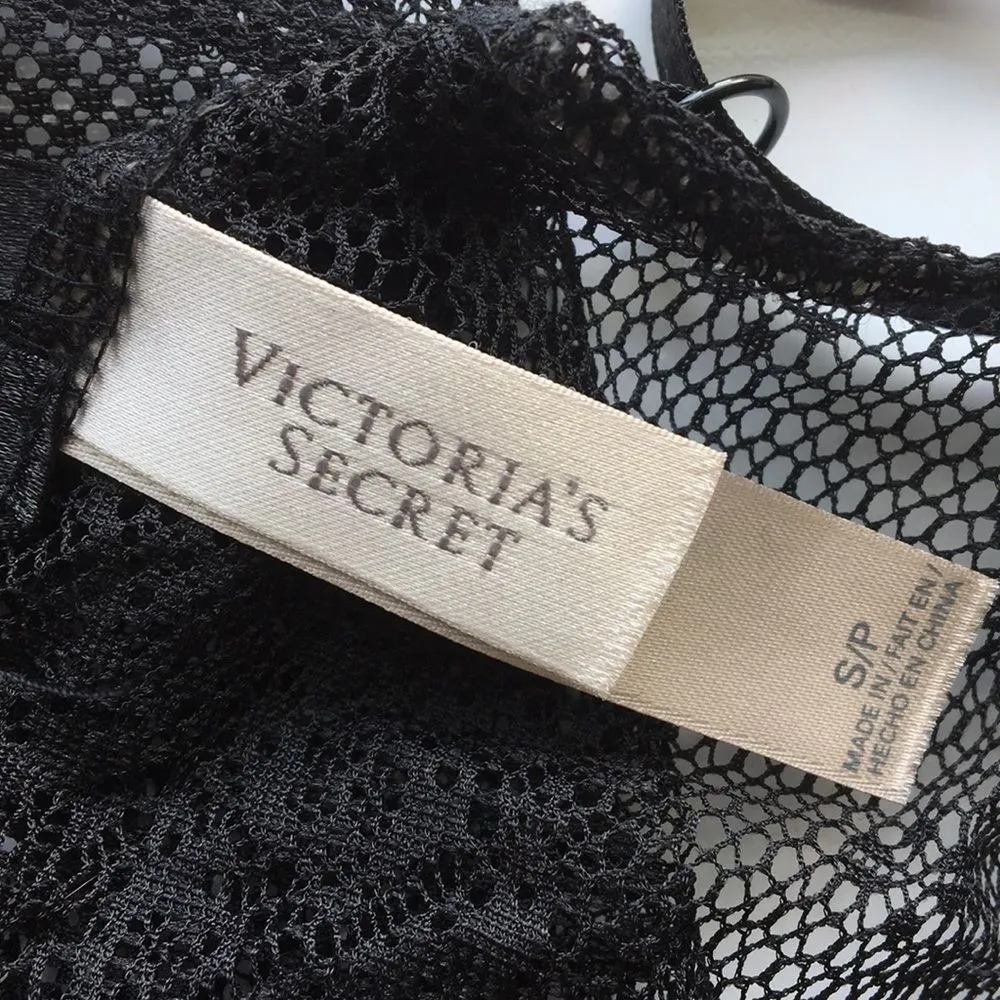 VICTORIA'S
SECRET
S/P
MADE IN / FAIT EN /
HECHO EN CHINA